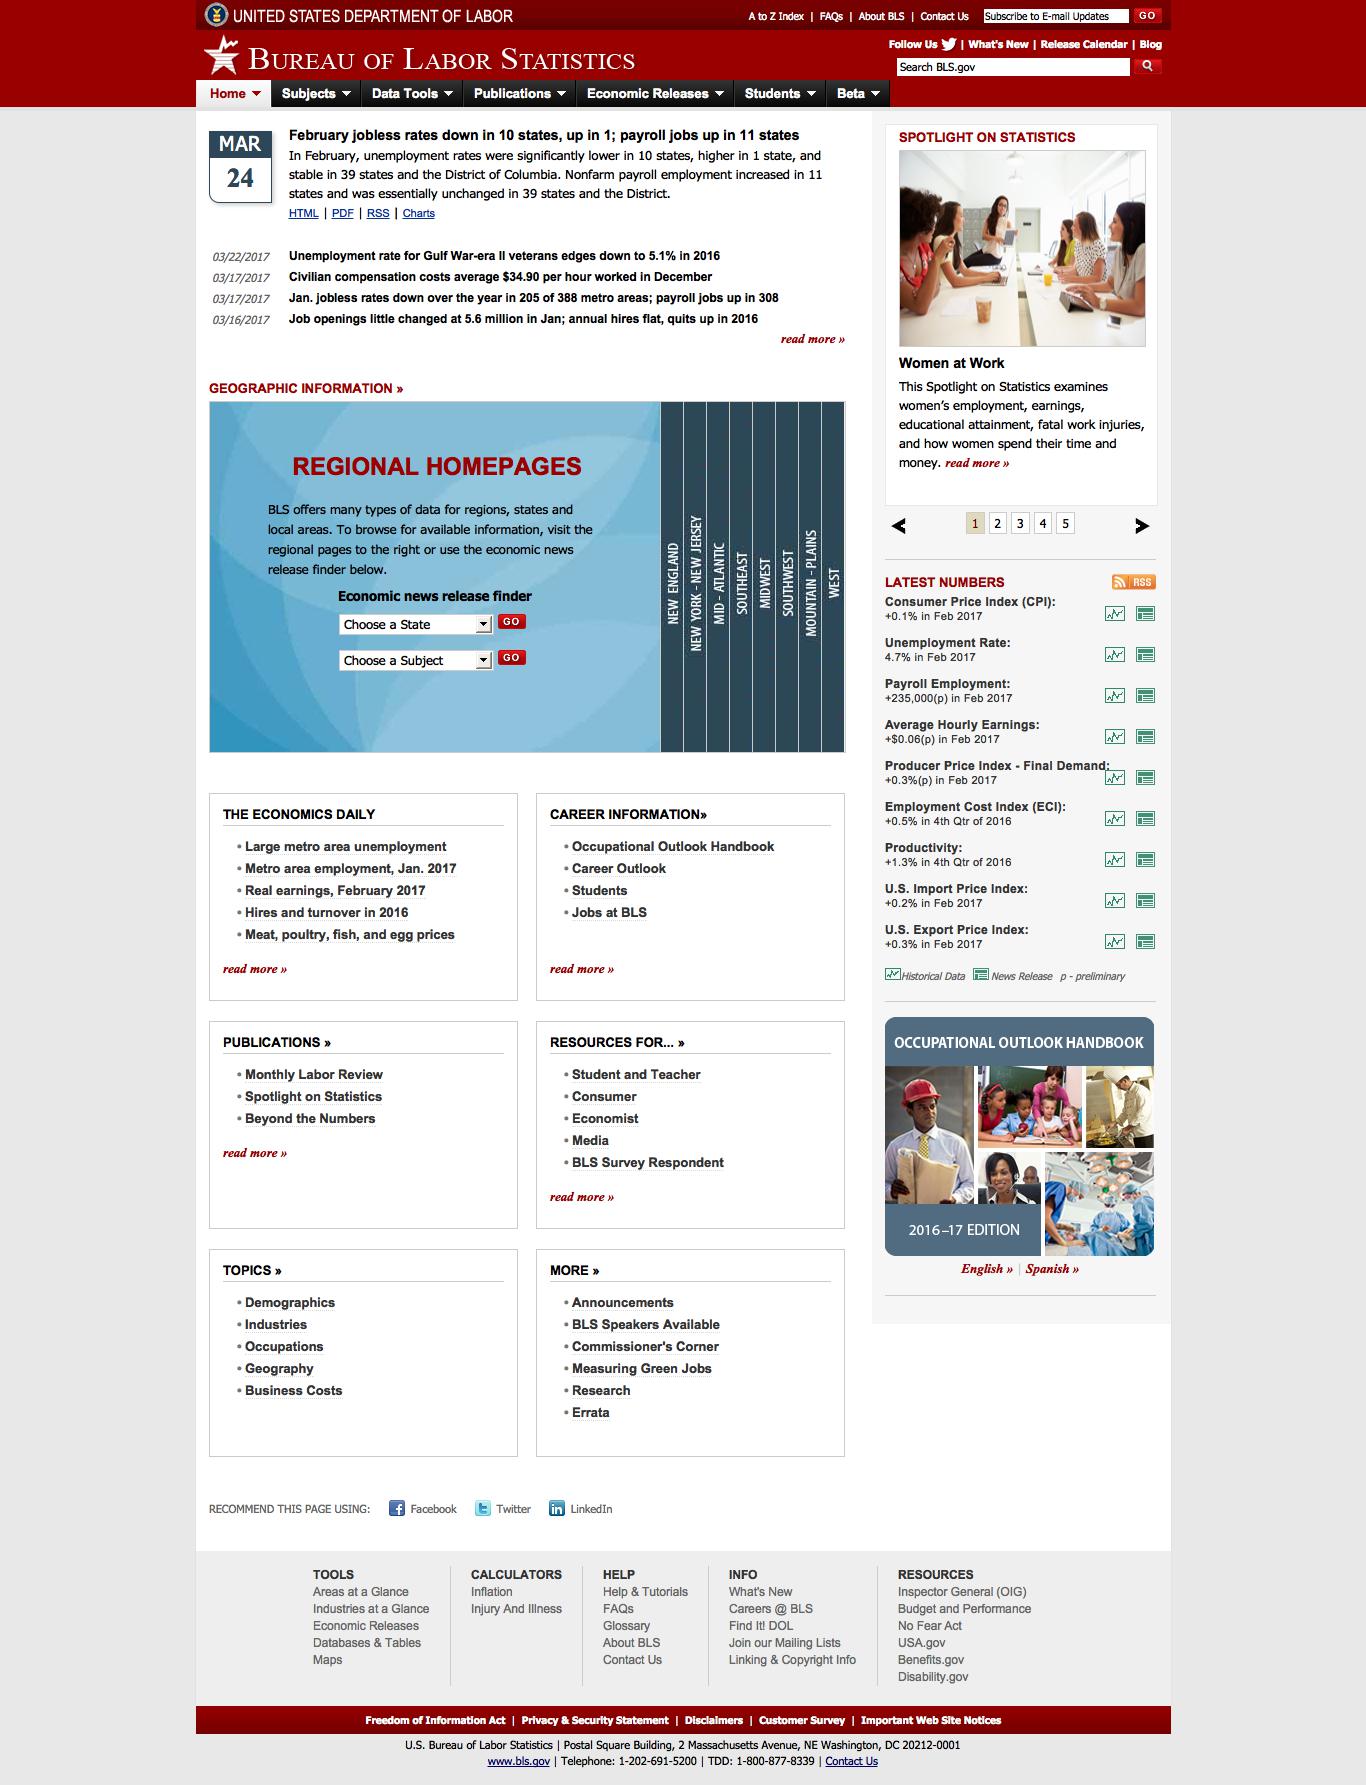 UNITED STATES DEPARTMENT OF LABOR
A to Z Index | FAQs | About BLS | Contact Us
Subscribe to E-mail Updates GO
Follow Us | What's New | Release Calendar | Blog
BUREAU OF LABOR STATISTICS
Search BLS.gov
Home Subjects Data Tools Publications Economic Releases Students Beta
MAR
24
February jobless rates down in 10 states, up in 1; payroll jobs up in 11 states
In February, unemployment rates were significantly lower in 10 states, higher in 1 state, and
stable in 39 states and the District of Columbia. Nonfarm payroll employment increased in 11
states and was essentially unchanged in 39 states and the District.
HTML | PDF | RSS | Charts
03/22/2017 Unemployment rate for Gulf War-era II veterans edges down to 5.1% in 2016
03/17/2017 Civilian compensation costs average $34.90 per hour worked in December
03/17/2017 Jan. jobless rates down over the year in 205 of 388 metro areas; payroll jobs up in 308
03/16/2017 Job openings little changed at 5.6 million in Jan; annual hires flat, quits up in 2016
read more »
GEOGRAPHIC INFORMATION »
REGIONAL HOMEPAGES
BLS offers many types of data for regions, states and
local areas. To browse for available information, visit the
regional pages to the right or use the economic news
release finder below.
Economic news release finder
Choose a State GO
Choose a Subject GO
NEW ENGLAND
NEW YORK - NEW JERSEY
MID - ATLANTIC
SOUTHEAST
MIDWEST
SOUTHWEST
MOUNTAIN - PLAINS
WEST
THE ECONOMICS DAILY
• Large metro area unemployment
• Metro area employment, Jan. 2017
• Real earnings, February 2017
• Hires and turnover in 2016
• Meat, poultry, fish, and egg prices
read more »
CAREER INFORMATION»
• Occupational Outlook Handbook
• Career Outlook
• Students
• Jobs at BLS
read more »
PUBLICATIONS »
• Monthly Labor Review
• Spotlight on Statistics
• Beyond the Numbers
read more »
RESOURCES FOR... »
• Student and Teacher
• Consumer
• Economist
• Media
• BLS Survey Respondent
read more »
TOPICS »
• Demographics
• Industries
• Occupations
• Geography
• Business Costs
MORE »
• Announcements
• BLS Speakers Available
• Commissioner's Corner
• Measuring Green Jobs
• Research
• Errata
SPOTLIGHT ON STATISTICS
Women at Work
This Spotlight on Statistics examines
women's employment, earnings,
educational attainment, fatal work injuries,
and how women spend their time and
money. read more »
1 2 3 4 5
LATEST NUMBERS RSS
Consumer Price Index (CPI):
+0.1% in Feb 2017
Unemployment Rate:
4.7% in Feb 2017
Payroll Employment:
+235,000(p) in Feb 2017
Average Hourly Earnings:
+$0.06(p) in Feb 2017
Producer Price Index - Final Demand:
+0.3%(p) in Feb 2017
Employment Cost Index (ECI):
+0.5% in 4th Qtr of 2016
Productivity:
+1.3% in 4th Qtr of 2016
U.S. Import Price Index:
+0.2% in Feb 2017
U.S. Export Price Index:
+0.3% in Feb 2017
Historical Data News Release p - preliminary
OCCUPATIONAL OUTLOOK HANDBOOK
2016–17 EDITION
English » | Spanish »
RECOMMEND THIS PAGE USING: Facebook Twitter LinkedIn
TOOLS
Areas at a Glance
Industries at a Glance
Economic Releases
Databases & Tables
Maps
CALCULATORS
Inflation
Injury And Illness
HELP
Help & Tutorials
FAQs
Glossary
About BLS
Contact Us
INFO
What's New
Careers @ BLS
Find It! DOL
Join our Mailing Lists
Linking & Copyright Info
RESOURCES
Inspector General (OIG)
Budget and Performance
No Fear Act
USA.gov
Benefits.gov
Disability.gov
Freedom of Information Act | Privacy & Security Statement | Disclaimers | Customer Survey | Important Web Site Notices
U.S. Bureau of Labor Statistics | Postal Square Building, 2 Massachusetts Avenue, NE Washington, DC 20212-0001
www.bls.gov | Telephone: 1-202-691-5200 | TDD: 1-800-877-8339 | Contact Us